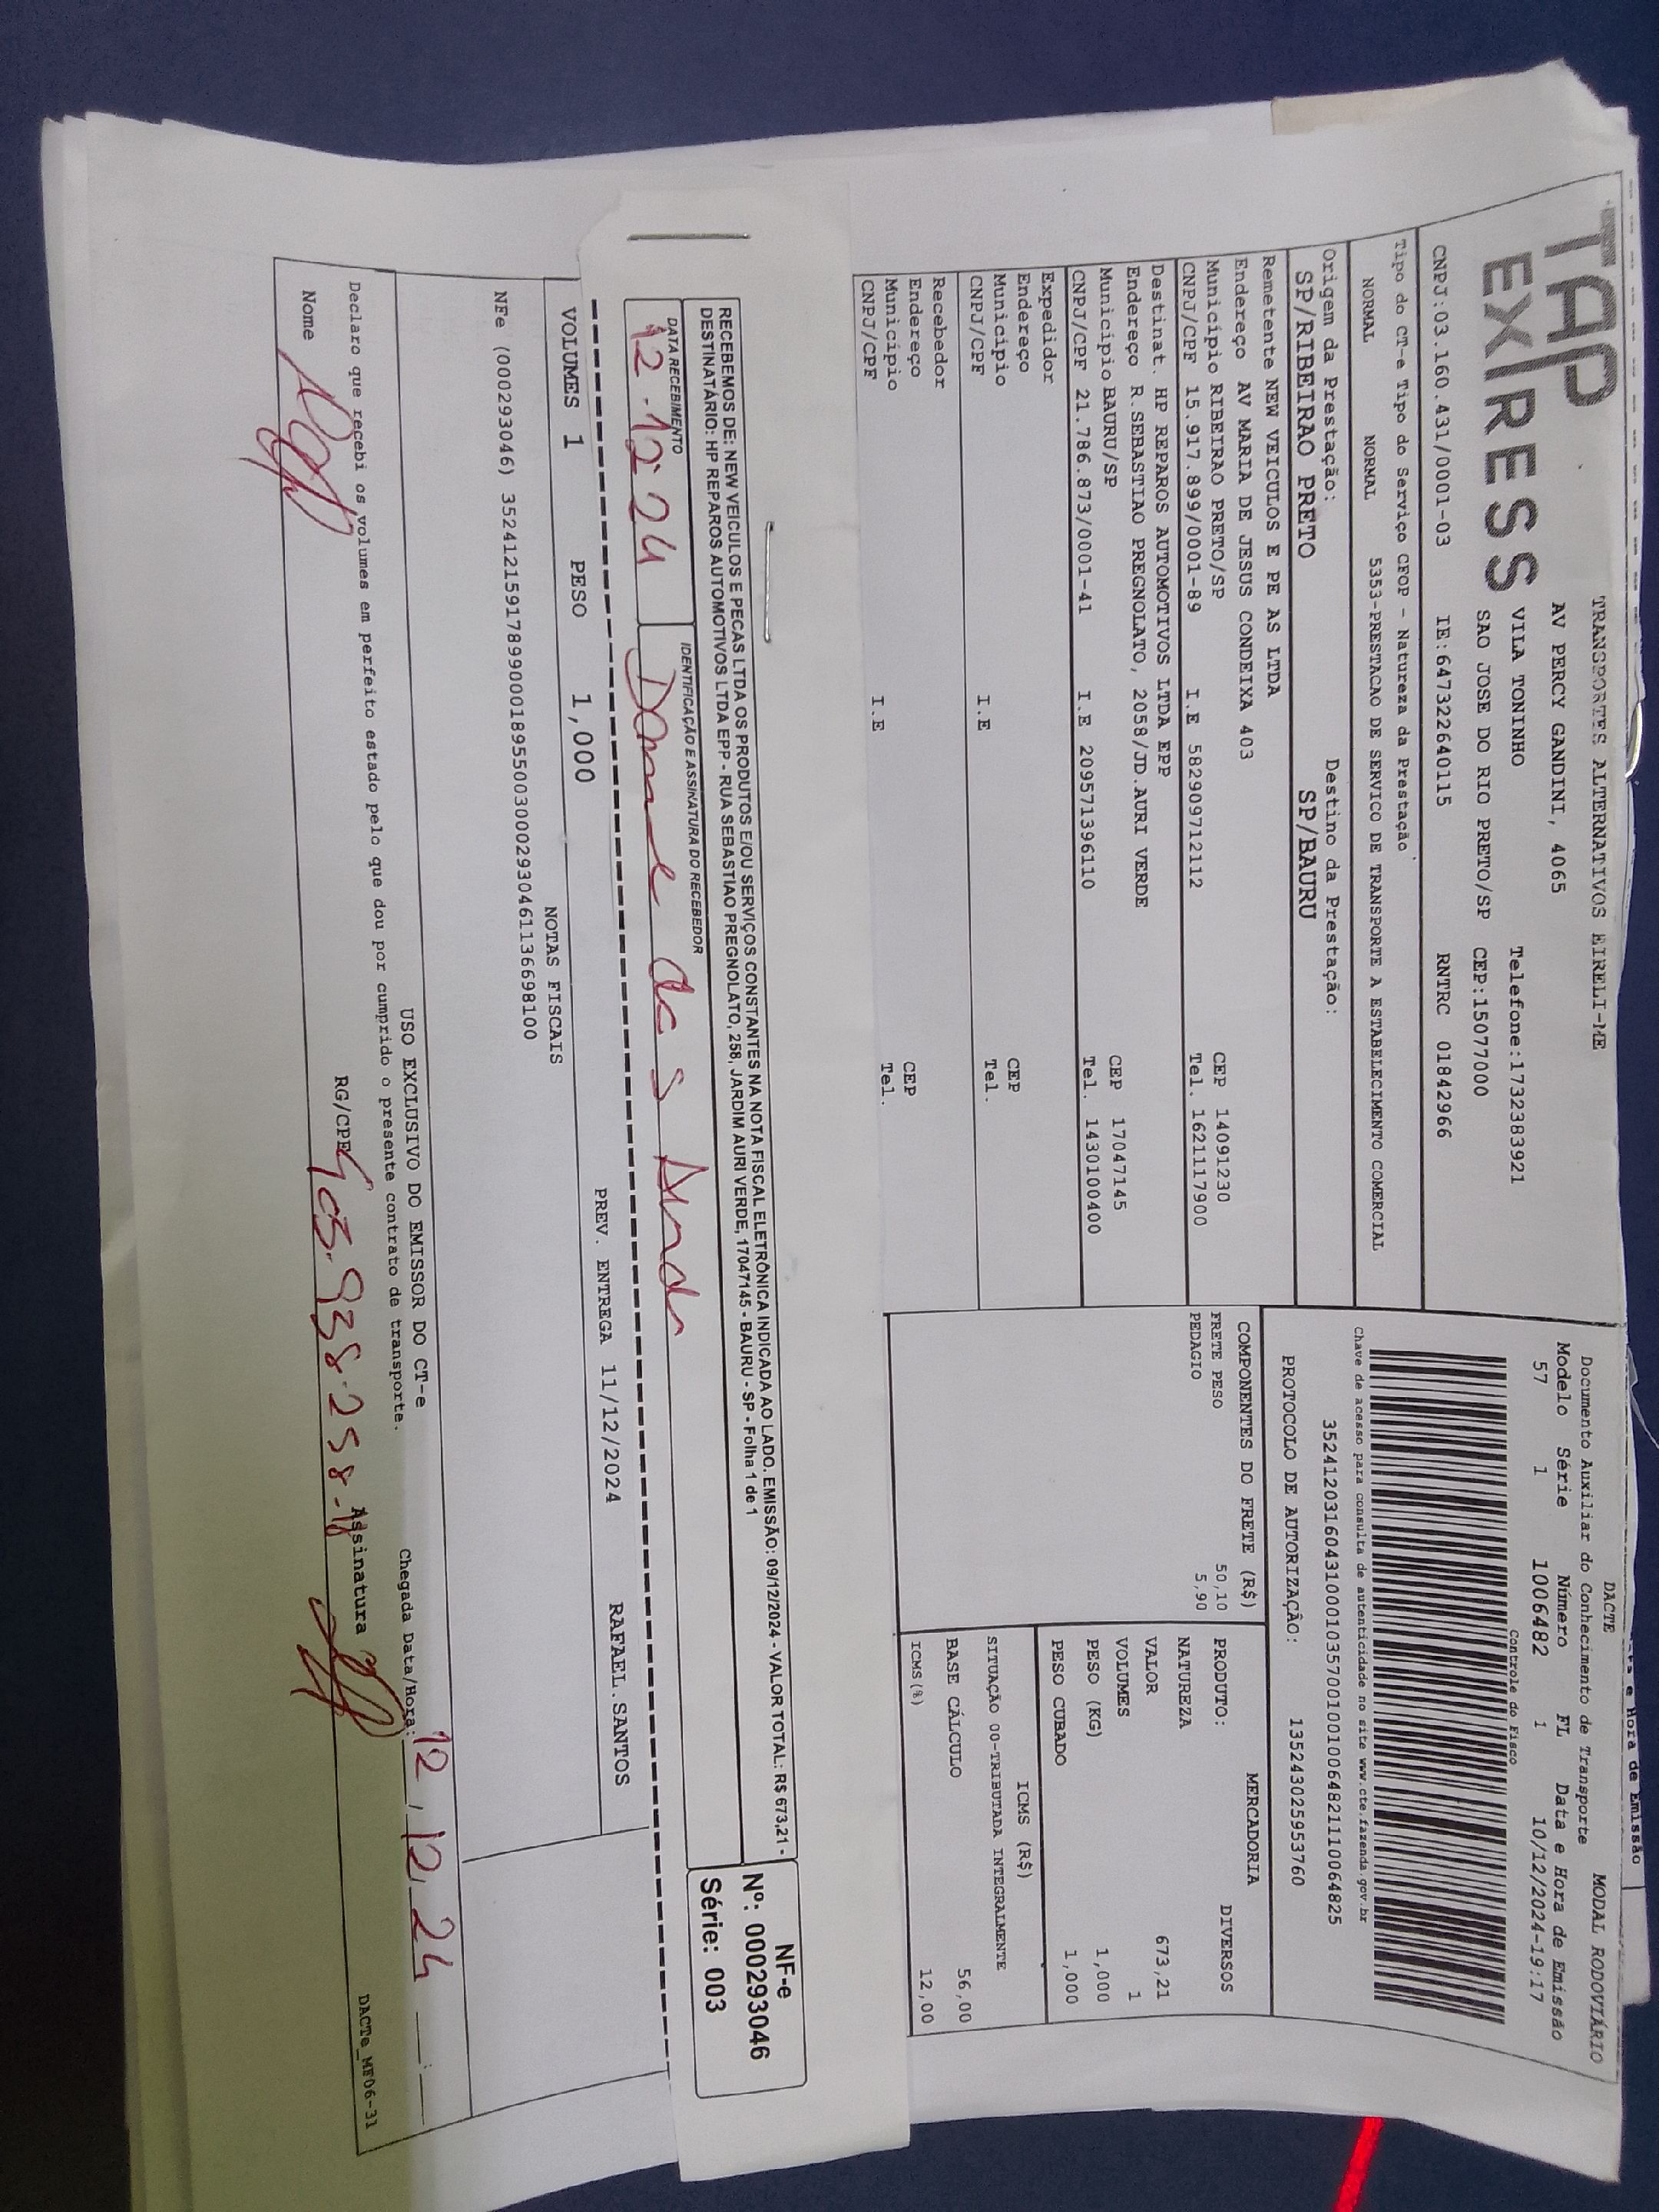 TAP EXPRESS
TRANSPORTES ALTERNATIVOS EIRELI-ME
AV PERCY GANDINI, 4065
VILA TONINHO Telefone:1732383921
SAO JOSE DO RIO PRETO/SP CEP:15077000
CNPJ:03.160.431/0001-03 IE:647322640115 RNTRC 01842966
Tipo do CT-e Tipo do Serviço CFOP - Natureza da Prestação
NORMAL NORMAL 5353-PRESTACAO DE SERVICO DE TRANSPORTE A ESTABELECIMENTO COMERCIAL
Origem da Prestação: Destino da Prestação:
SP/RIBEIRAO PRETO SP/BAURU
Remetente NEW VEICULOS E PE AS LTDA
Endereço AV MARIA DE JESUS CONDEIXA 403
Município RIBEIRAO PRETO/SP CEP 14091230
CNPJ/CPF 15.917.899/0001-89 I.E 582909712112 Tel. 1621117900
Destinat. HP REPAROS AUTOMOTIVOS LTDA EPP
Endereço R.SEBASTIAO PREGNOLATO, 2058/JD.AURI VERDE
Município BAURU/SP CEP 17047145
CNPJ/CPF 21.786.873/0001-41 I.E 209571396110 Tel. 1430100400
Expedidor
Endereço
Município CEP
CNPJ/CPF I.E Tel.
Recebedor
Endereço
Município CEP
CNPJ/CPF I.E Tel.
e Hora de Emissão
DACTE MODAL RODOVIÁRIO
Documento Auxiliar do Conhecimento de Transporte
Modelo Série Número FL Data e Hora de Emissão
57 1 1006482 1 10/12/2024-19:17
Controle do Fisco
Chave de acesso para consulta de autenticidade no site www.cte.fazenda.gov.br
35241203160431000103570010010064821110064825
PROTOCOLO DE AUTORIZAÇÃO: 135243025953760
COMPONENTES DO FRETE (R$)
FRETE PESO 50,10
PEDAGIO 5,90
MERCADORIA
PRODUTO: DIVERSOS
NATUREZA
VALOR 673,21
VOLUMES 1
PESO (KG) 1,000
PESO CUBADO 1,000
ICMS (R$)
SITUAÇÃO 00-TRIBUTADA INTEGRALMENTE
BASE CÁLCULO 56,00
ICMS(%) 12,00
RECEBEMOS DE: NEW VEICULOS E PECAS LTDA OS PRODUTOS E/OU SERVIÇOS CONSTANTES NA NOTA FISCAL ELETRÔNICA INDICADA AO LADO. EMISSÃO: 09/12/2024 - VALOR TOTAL: R$ 673,21 -
DESTINATÁRIO: HP REPAROS AUTOMOTIVOS LTDA EPP - RUA SEBASTIAO PREGNOLATO, 258, JARDIM AURI VERDE, 17047145 - BAURU - SP - Folha 1 de 1
DATA RECEBIMENTO IDENTIFICAÇÃO E ASSINATURA DO RECEBEDOR
12.12.24
NF-e
Nº: 000293046
Série: 003
VOLUMES 1 PESO 1,000 PREV. ENTREGA 11/12/2024 RAFAEL.SANTOS
NOTAS FISCAIS
NFe (000293046) 35241215917899000189550030002930461136698100
USO EXCLUSIVO DO EMISSOR DO CT-e
Declaro que recebi os volumes em perfeito estado pelo que dou por cumprido o presente contrato de transporte.
Chegada Data/Hora: 12, 12, 24
Nome RG/CPF Assinatura
DACTe_MF06-31